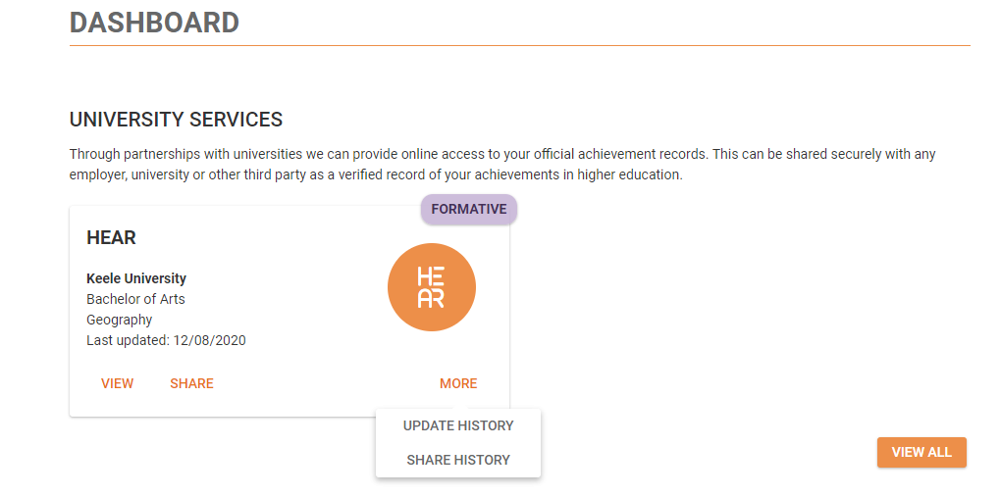 DASHBOARD
UNIVERSITY SERVICES
Through partnerships with universities we can provide online access to your official achievement records. This can be shared securely with any
employer, university or other third party as a verified record of your achievements in higher education.
FORMATIVE
HEAR
Keele University
Bachelor of Arts
Geography
Last updated: 12/08/2020
HE
AR
VIEW SHARE MORE
UPDATE HISTORY
SHARE HISTORY
VIEW ALL